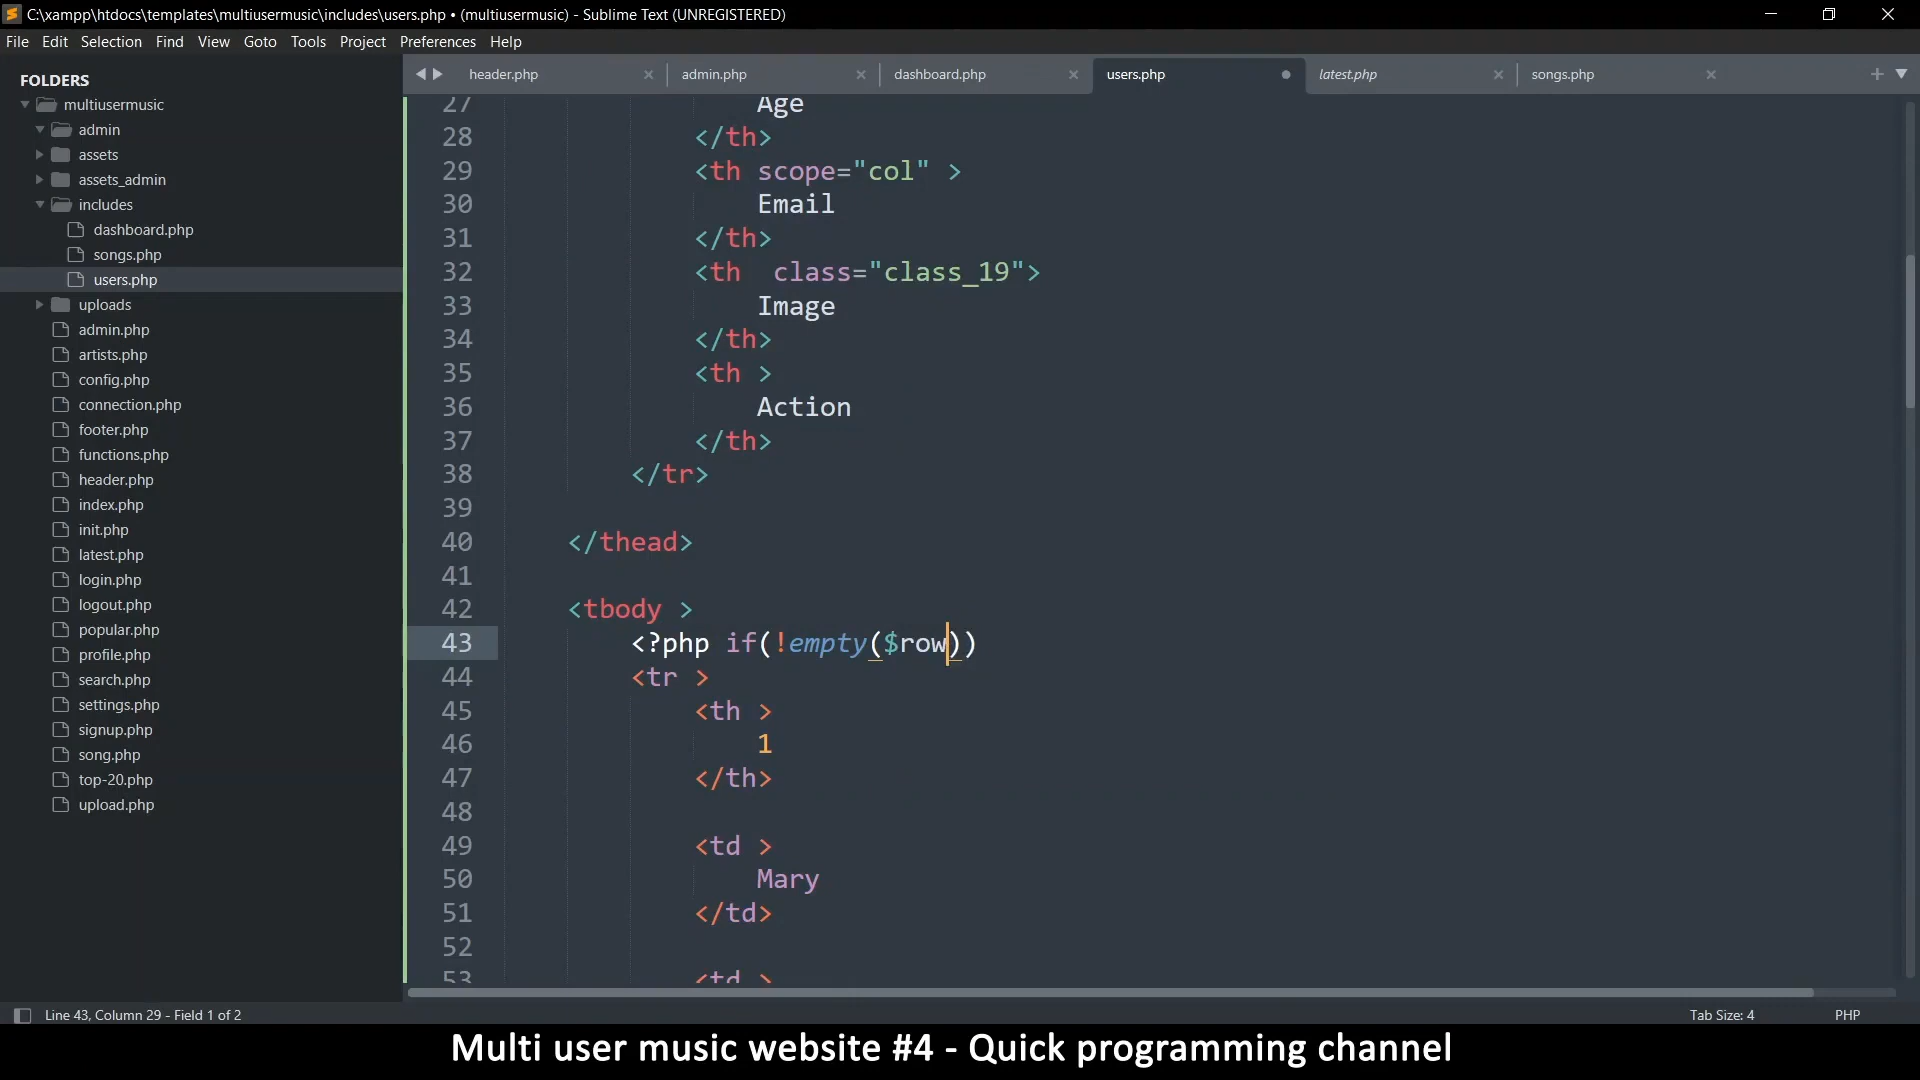 C:\xampp\htdocs\templates\multiusermusic\includes\users.php • (multiusermusic) - Sublime Text (UNREGISTERED)
File Edit Selection Find View Goto Tools Project Preferences Help
FOLDERS
multiusermusic
admin
assets
assets_admin
includes
dashboard.php
songs.php
users.php
uploads
admin.php
artists.php
config.php
connection.php
footer.php
functions.php
header.php
index.php
init.php
latest.php
login.php
logout.php
popular.php
profile.php
search.php
settings.php
signup.php
song.php
top-20.php
upload.php
header.php admin.php dashboard.php users.php latest.php songs.php
27 Age
28 </th>
29 <th scope="col" >
30 Email
31 </th>
32 <th  class="class_19">
33 Image
34 </th>
35 <th >
36 Action
37 </th>
38 </tr>
39
40 </thead>
41
42 <tbody >
43 <?php if(!empty($row))
44 <tr >
45 <th >
46 1
47 </th>
48
49 <td >
50 Mary
51 </td>
52
53 <td >
Line 43, Column 29 - Field 1 of 2
Tab Size: 4 PHP
Multi user music website #4 - Quick programming channel